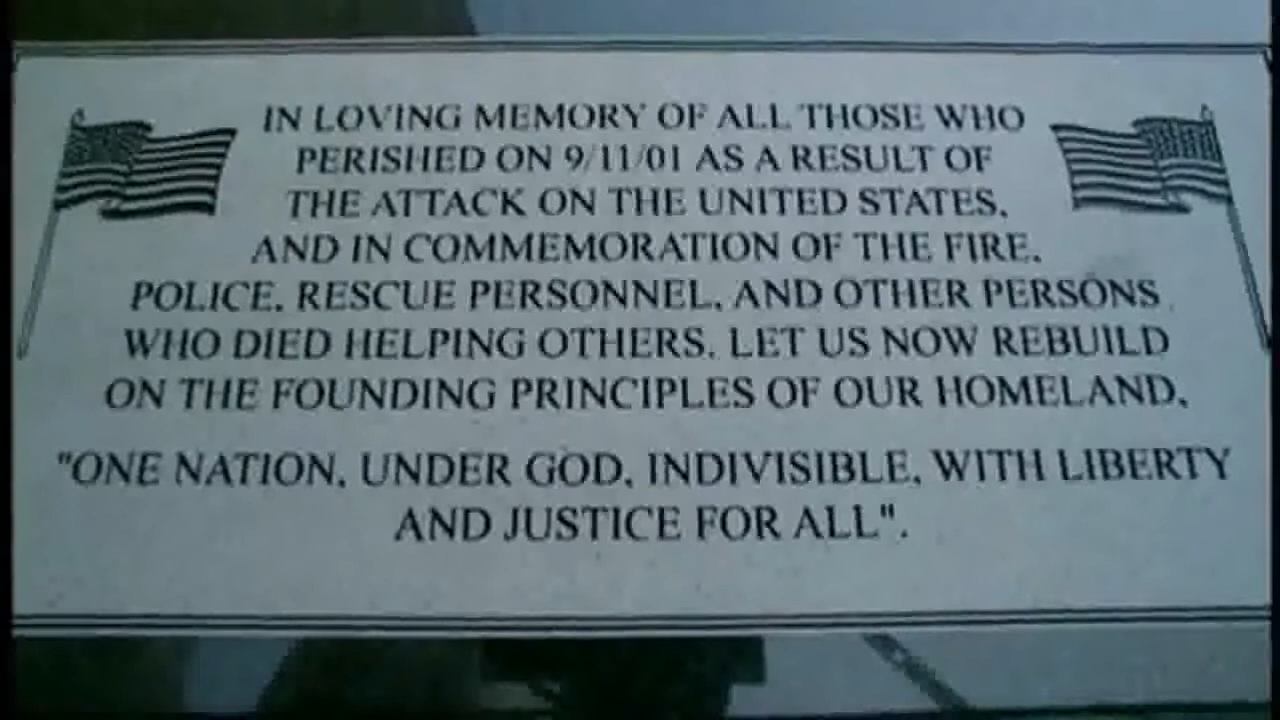 IN LOVING MEMORY OF ALL THOSE WHO
PERISHED ON 9/11/01 AS A RESULT OF
THE ATTACK ON THE UNITED STATES,
AND IN COMMEMORATION OF THE FIRE,
POLICE, RESCUE PERSONNEL, AND OTHER PERSONS
WHO DIED HELPING OTHERS. LET US NOW REBUILD
ON THE FOUNDING PRINCIPLES OF OUR HOMELAND,
"ONE NATION, UNDER GOD, INDIVISIBLE, WITH LIBERTY
AND JUSTICE FOR ALL".